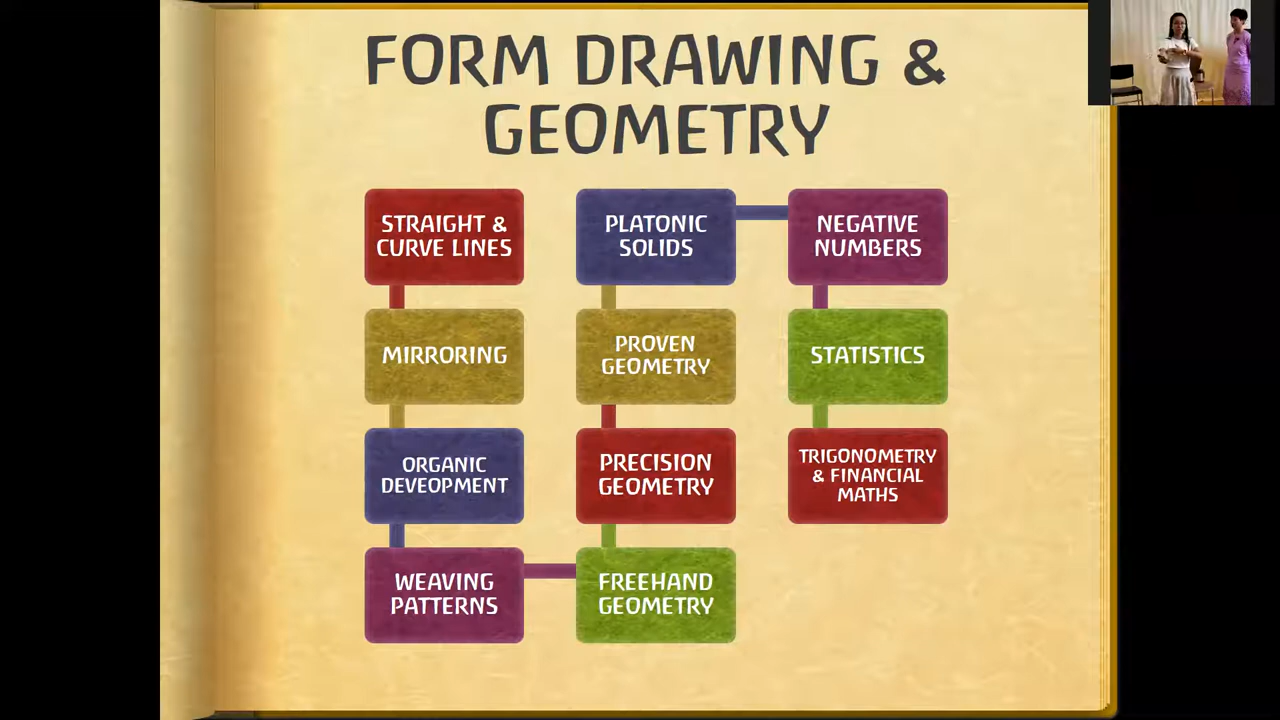 FORM DRAWING &
GEOMETRY
STRAIGHT &
CURVE LINES
MIRRORING
ORGANIC
DEVEOPMENT
WEAVING
PATTERNS
FREEHAND
GEOMETRY
PRECISION
GEOMETRY
PROVEN
GEOMETRY
PLATONIC
SOLIDS
NEGATIVE
NUMBERS
STATISTICS
TRIGONOMETRY
& FINANCIAL
MATHS